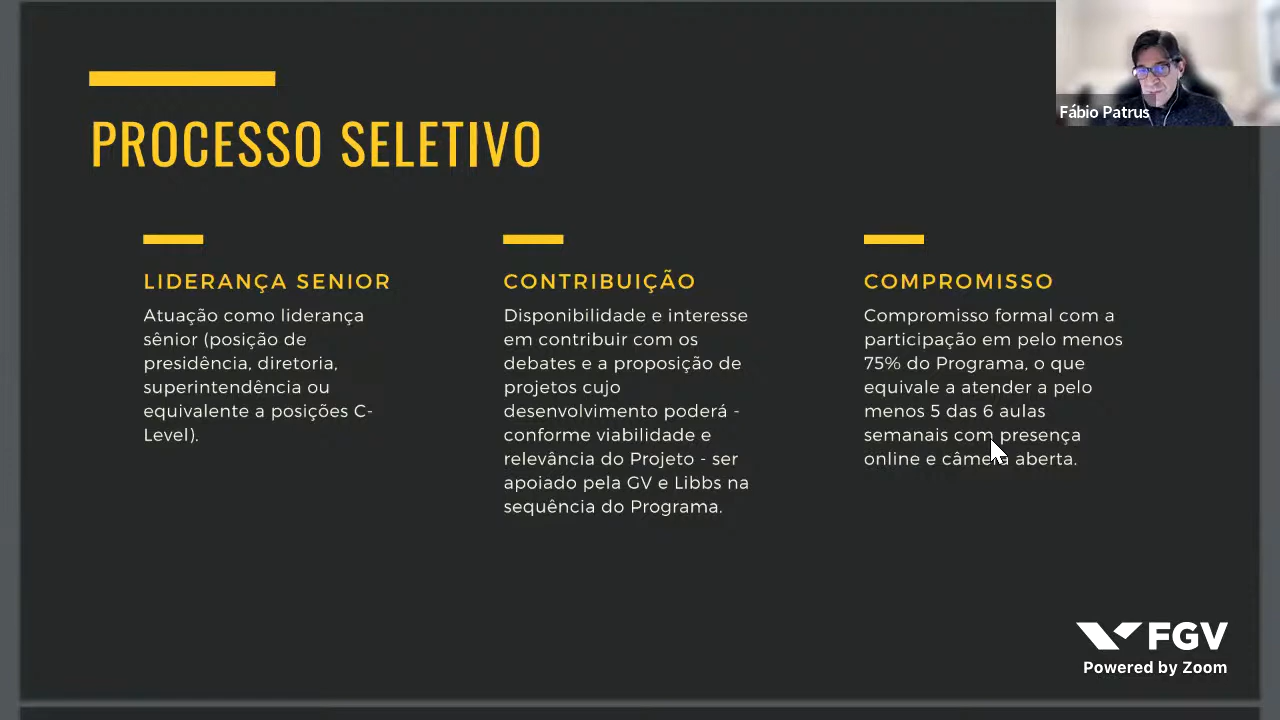 Fábio Patrus
PROCESSO SELETIVO
LIDERANÇA SENIOR
Atuação como liderança
sênior (posição de
presidência, diretoria,
superintendência ou
equivalente a posições C-
Level).
CONTRIBUIÇÃO
Disponibilidade e interesse
em contribuir com os
debates e a proposição de
projetos cujo
desenvolvimento poderá -
conforme viabilidade e
relevância do Projeto - ser
apoiado pela GV e Libbs na
sequência do Programa.
COMPROMISSO
Compromisso formal com a
participação em pelo menos
75% do Programa, o que
equivale a atender a pelo
menos 5 das 6 aulas
semanais com presença
online e câmera aberta.
FGV
Powered by Zoom